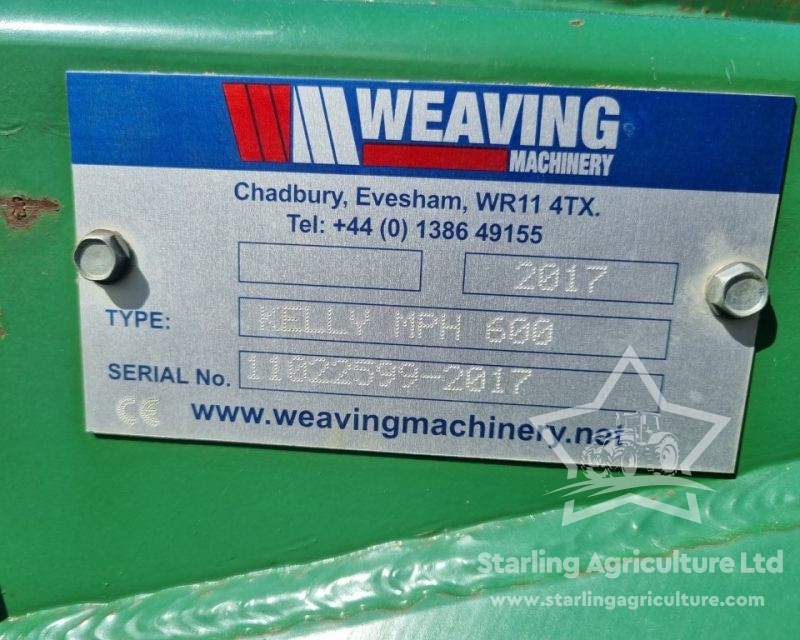 WEAVING
MACHINERY
Chadbury, Evesham, WR11 4TX.
Tel: +44 (0) 1386 49155
2017
TYPE: KELLY MPH 600
SERIAL No. 11022599-2017
CE www.weavingmachinery.net
Starling Agriculture Ltd
www.starlingagriculture.com